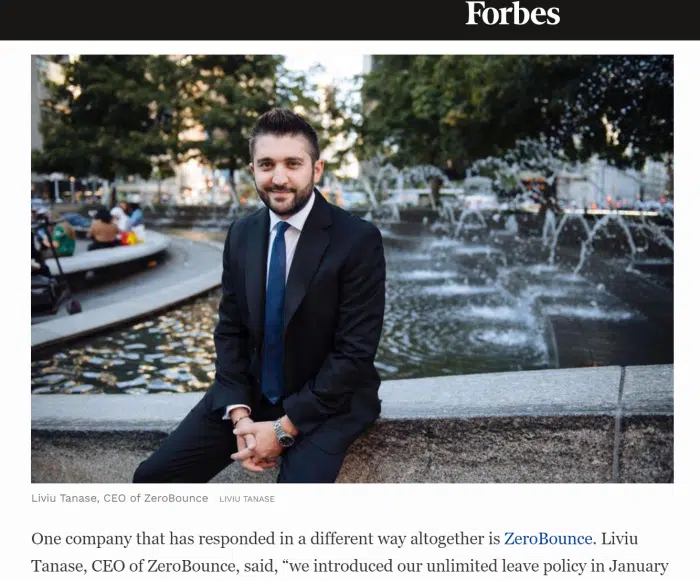 Forbes
Liviu Tanase, CEO of ZeroBounce LIVIU TANASE
One company that has responded in a different way altogether is ZeroBounce. Liviu
Tanase, CEO of ZeroBounce, said, “we introduced our unlimited leave policy in January